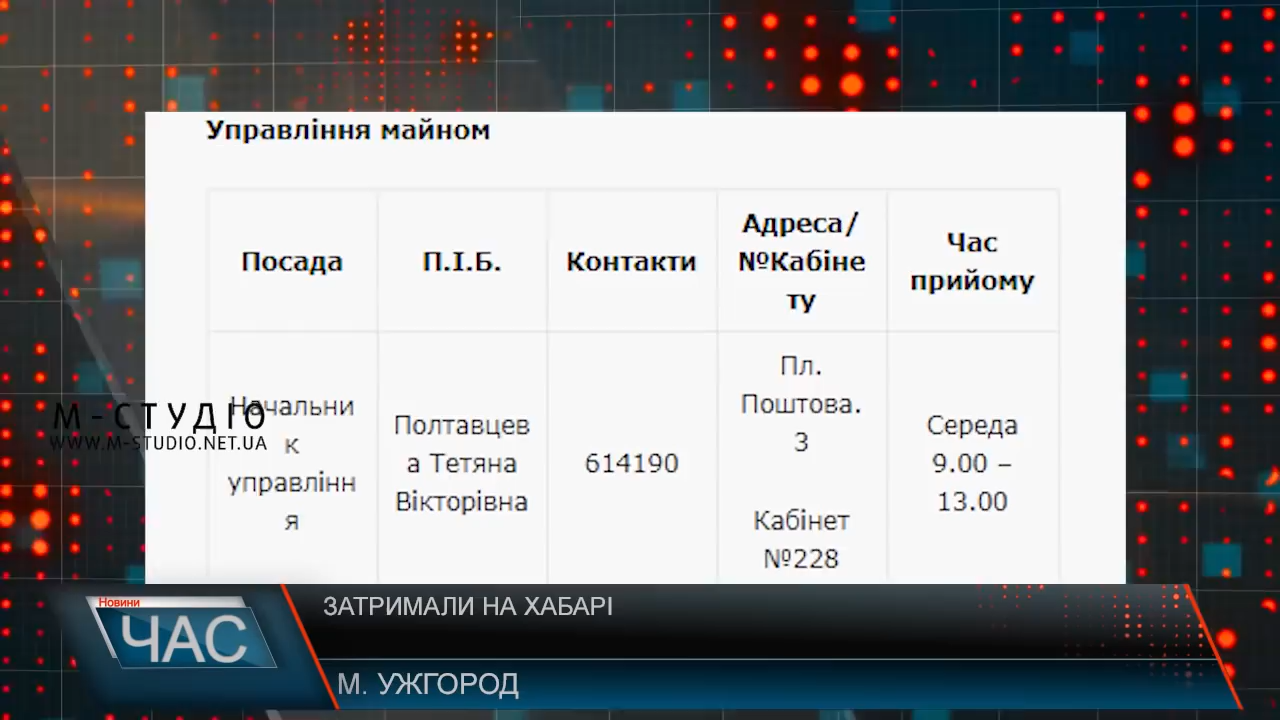 Управління майном
Посада
П.І.Б.
Контакти
Адреса/
№Кабіне
ту
Час
прийому
Начальни
к
управлінн
я
Полтавцев
а Тетяна
Вікторівна
614190
Пл.
Поштова.
3
Кабінет
№228
Середа
9.00 –
13.00
М-СТУДІО
WWW.M-STUDIO.NET.UA
Новини
ЧАС
ЗАТРИМАЛИ НА ХАБАРІ
М. УЖГОРОД